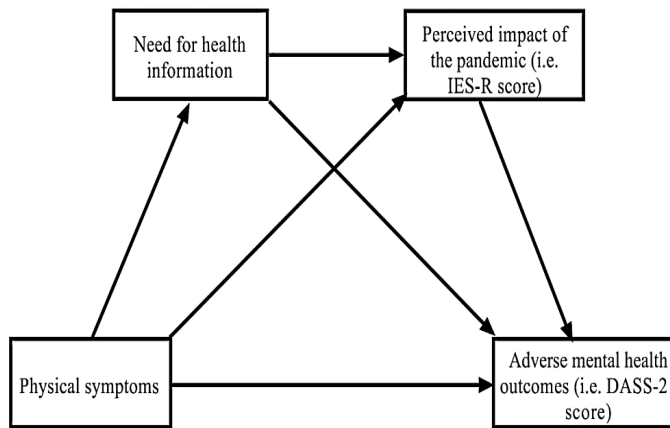 Need for health
information
Perceived impact of
the pandemic (i.e.
IES-R score)
Physical symptoms
Adverse mental health
outcomes (i.e. DASS-2
score)